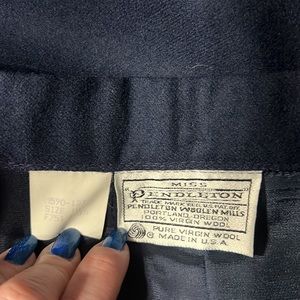 MISS
"PENDLETON"
TRADE MARK REG. U.S. PAT. OFF.
PENDLETON WOOLEN MILLS
PORTLAND, OREGON
100% VIRGIN WOOL
PURE VIRGIN WOOL
MADE IN U.S.A.